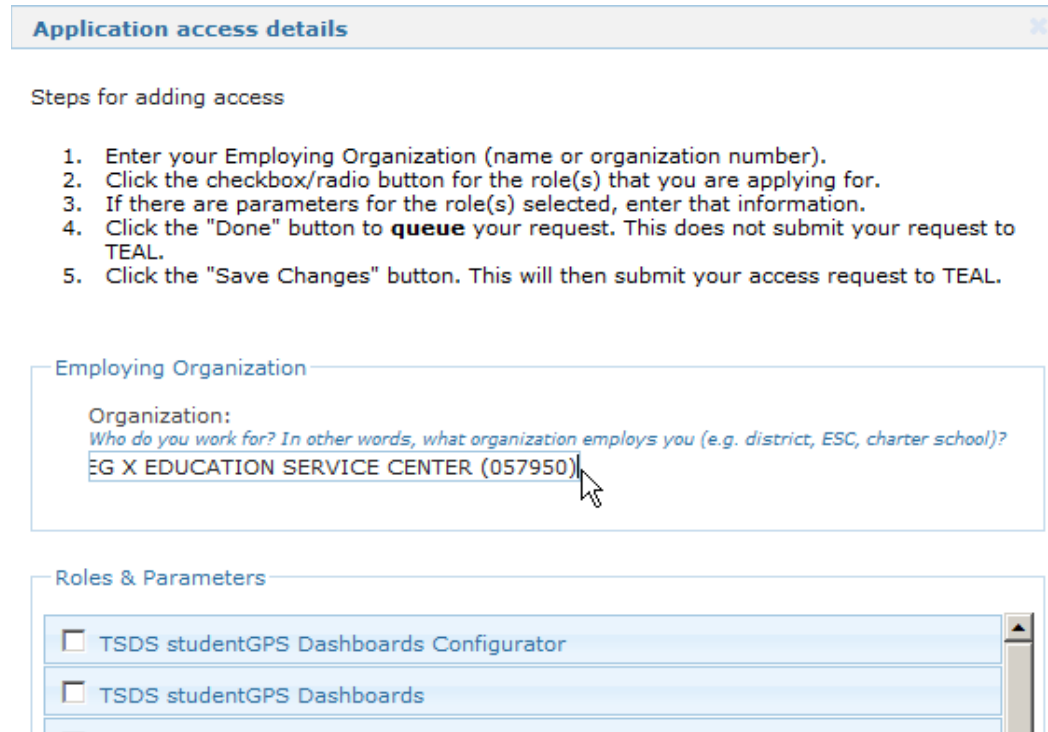 Application access details
Steps for adding access
1. Enter your Employing Organization (name or organization number).
2. Click the checkbox/radio button for the role(s) that you are applying for.
3. If there are parameters for the role(s) selected, enter that information.
4. Click the "Done" button to queue your request. This does not submit your request to
TEAL.
5. Click the "Save Changes" button. This will then submit your access request to TEAL.
Employing Organization
Organization:
Who do you work for? In other words, what organization employs you (e.g. district, ESC, charter school)?
EG X EDUCATION SERVICE CENTER (057950)
Roles & Parameters
TSDS studentGPS Dashboards Configurator
TSDS studentGPS Dashboards